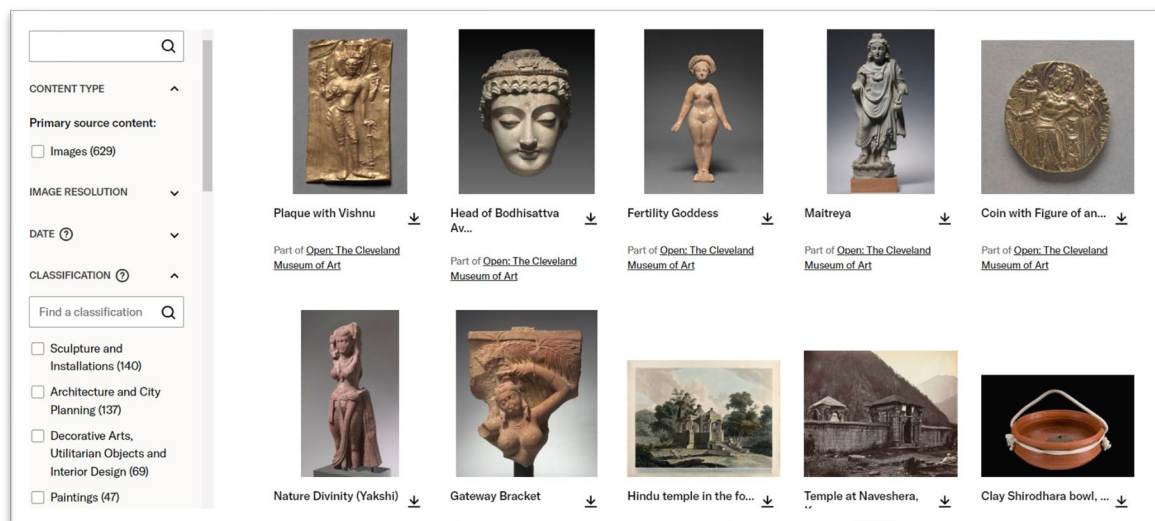 CONTENT TYPE
Primary source content:
Images (629)
IMAGE RESOLUTION
DATE ?
CLASSIFICATION ?
Find a classification
Sculpture and
Installations (140)
Architecture and City
Planning (137)
Decorative Arts,
Utilitarian Objects and
Interior Design (69)
Paintings (47)
Plaque with Vishnu
Part of Open: The Cleveland
Museum of Art
Head of Bodhisattva
Av...
Part of Open: The Cleveland
Museum of Art
Fertility Goddess
Part of Open: The Cleveland
Museum of Art
Maitreya
Part of Open: The Cleveland
Museum of Art
Coin with Figure of an...
Part of Open: The Cleveland
Museum of Art
Nature Divinity (Yakshi)
Gateway Bracket
Hindu temple in the fo...
Temple at Naveshera,
Clay Shirodhara bowl, ...